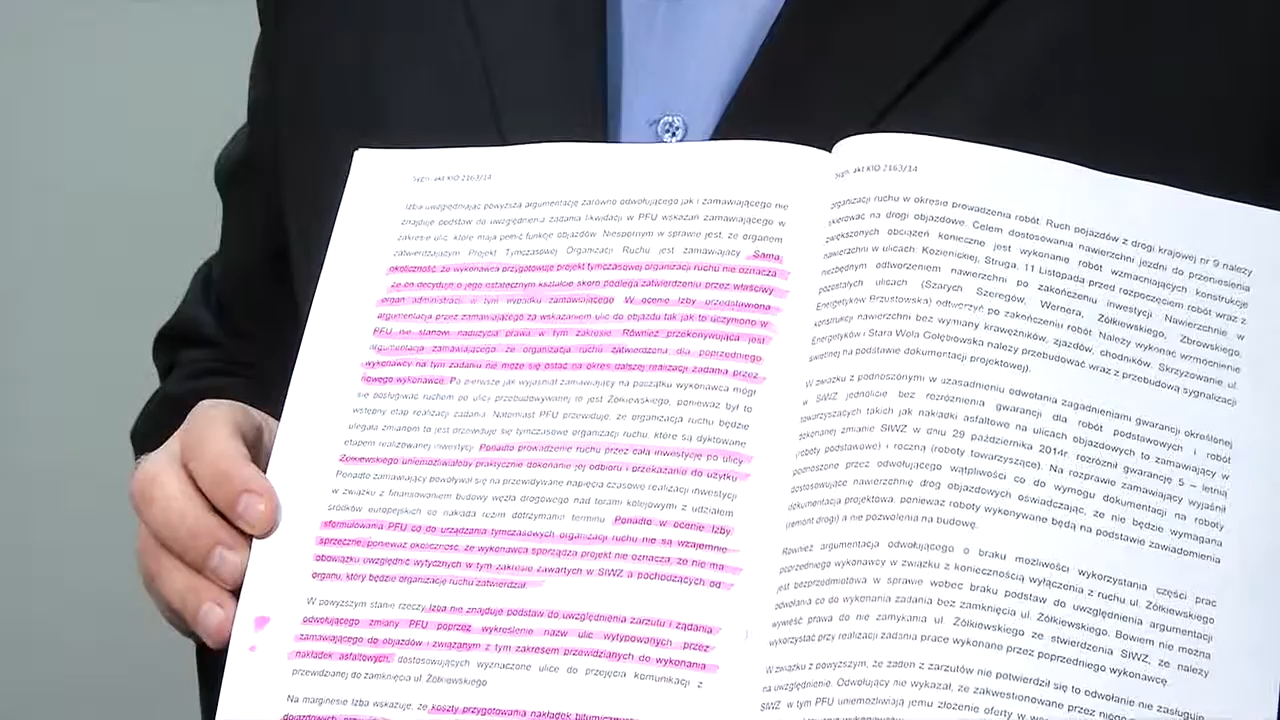 Sygn. akt KIO 2163/14
Izba uwzględniając powyższą argumentację zarówno odwołującego jak i zamawiającego nie
znajduje podstaw do uwzględnienia żądania likwidacji w PFU wskazań zamawiającego w
zakresie ulic, które mają pełnić funkcje objazdów. Niespornym w sprawie jest, że organem
zatwierdzającym Projekt Tymczasowej Organizacji Ruchu jest zamawiający. Sama
okoliczność, że wykonawca przygotowuje projekt tymczasowej organizacji ruchu nie oznacza
że on decyduje o jego ostatecznym kształcie skoro podlega zatwierdzeniu przez właściwy
organ administracji w tym wypadku zamawiającego. W ocenie Izby przedstawiona
argumentacja przez zamawiającego za wskazaniem ulic do objazdu tak jak to uczyniono w
PFU nie stanowi nadużycia prawa w tym zakresie. Również przekonywująca jest
argumentacja zamawiającego, że organizacja ruchu zatwierdzona dla poprzedniego
wykonawcy na tym zadaniu nie może się ostać na okres dalszej realizacji zadania przez
nowego wykonawcę. Po pierwsze jak wyjaśniał zamawiający na początku wykonawca mógł
się posługiwać ruchem po ulicy przebudowywanej to jest Żółkiewskiego, ponieważ był to
wstępny etap realizacji zadania. Natomiast PFU przewiduje, że organizacja ruchu będzie
ulegała zmianom to jest przewiduje się tymczasowe organizacji ruchu, które są dyktowane
etapem realizowanej inwestycji. Ponadto prowadzenie ruchu przez całą inwestycję po ulicy
Żółkiewskiego uniemożliwiałoby praktycznie dokonanie jej odbioru i przekazanie do użytku
Ponadto zamawiający powoływał się na przewidywane napięcia czasowe realizacji inwestycji
w związku z finansowaniem budowy węzła drogowego nad torami kolejowymi z udziałem
środków europejskich co nakłada reżim dotrzymania terminu. Ponadto w ocenie Izby
sformułowania PFU co do urządzania tymczasowych organizacji ruchu nie są wzajemnie
sprzeczne, ponieważ okoliczność, że wykonawca sporządza projekt nie oznacza, że nie ma
obowiązku uwzględnić wytycznych w tym zakresie zawartych w SIWZ a pochodzących od
organu, który będzie organizację ruchu zatwierdzał.
W powyższym stanie rzeczy Izba nie znajduje podstaw do uwzględnienia zarzutu i żądania
odwołującego zmiany PFU poprzez wykreślenie nazw ulic wytypowanych przez
zamawiającego do objazdów i związanym z tym zakresem przewidzianych do wykonania
nakładek asfaltowych, dostosowujących wyznaczone ulice do przejęcia komunikacji z
przewidzianej do zamknięcia ul. Żółkiewskiego
Na marginesie Izba wskazuje, że koszty przygotowania nakładek bitumicznych
objazdowych
Sygn. akt KIO 2163/14
organizacji ruchu w okresie prowadzenia robót. Ruch pojazdów z drogi krajowej nr 9 należy
skierować na drogi objazdowe. Celem dostosowania nawierzchni jezdni do przeniesienia
zwiększonych obciążeń konieczne jest wykonanie robót wzmacniających konstrukcje
nawierzchni w ulicach: Kozienickiej, Struga, 11 Listopada przed rozpoczęciem robót wraz z
niezbędnym odtworzeniem nawierzchni po zakończeniu inwestycji. Nawierzchnię w
pozostałych ulicach (Szarych Szeregów, Wernera, Żółkiewskiego, Zbrowskiego,
Energetyków Brzustowska) odtworzyć po zakończeniu robót. Należy wykonać wzmocnienie
konstrukcji nawierzchni bez wymiany krawężników, zjazdów, chodników. Skrzyżowanie ul.
Energetyków i Stara Wola Gołębiowska należy przebudować wraz z przebudową sygnalizacji
świetlnej na podstawie dokumentacji projektowej).
W związku z podnoszonymi w uzasadnieniu odwołania zagadnieniami gwarancji określonej
w SIWZ jednolicie bez rozróżnienia gwarancji dla robót podstawowych i robót
towarzyszących takich jak nakładki asfaltowe na ulicach objazdowych to zamawiający w
dokonanej zmianie SIWZ w dniu 29 października 2014r. rozróżnił gwarancję 5 – letnią
(roboty podstawowe) i roczną (roboty towarzyszące). Na rozprawie zamawiający wyjaśnił
podnoszone przez odwołującego wątpliwości co do wymogu dokumentacji na roboty
dostosowujące nawierzchnie dróg objazdowych oświadczając, że nie będzie wymagana
dokumentacja projektowa, ponieważ roboty wykonywane będą na podstawie zawiadomienia
(remont drogi) a nie pozwolenia na budowę.
Również argumentacja odwołującego o braku możliwości wykorzystania, części prac
poprzedniego wykonawcy w związku z koniecznością wyłączenia z ruchu ul. Żółkiewskiego
jest bezprzedmiotowa w sprawie wobec braku podstaw do uwzględnienia argumentacji
odwołania co do wykonania zadania bez zamknięcia ul. Żółkiewskiego. Bowiem nie można
wywieść prawa do nie zamykania ul. Żółkiewskiego ze stwierdzenia SIWZ, że należy
wykorzystać przy realizacji zadania prace wykonane przez poprzedniego wykonawcę.
W związku z powyższym, że żaden z zarzutów nie potwierdził się to odwołanie nie zasługuje
na uwzględnienie. Odwołujący nie wykazał, że zakwestionowane przez
SIWZ w tym PFU uniemożliwiają jemu złożenie oferty w